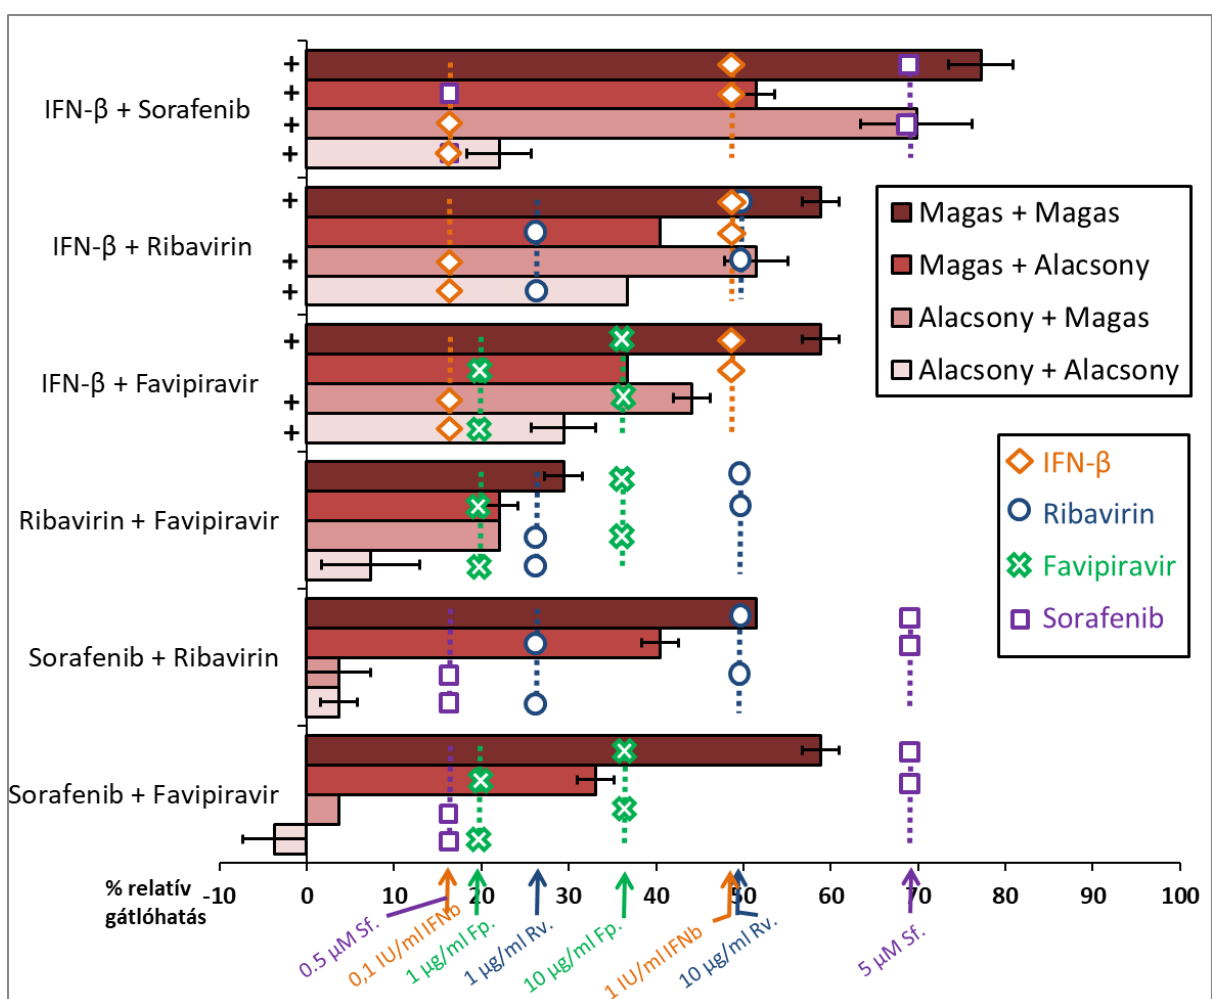 +
+
IFN-β + Sorafenib
+
+
+
IFN-β + Ribavirin
+
+
+
IFN-β + Favipiravir
+
+
Ribavirin + Favipiravir
Sorafenib + Ribavirin
Sorafenib + Favipiravir
Magas + Magas
Magas + Alacsony
Alacsony + Magas
Alacsony + Alacsony
IFN-β
Ribavirin
Favipiravir
Sorafenib
% relatív
gátlóhatás
-10 0 10 20 30 40 50 60 70 80 90 100
0.5 µM Sf.
0,1 IU/ml IFNb
1 µg/ml Fp.
1 µg/ml Rv.
10 µg/ml Fp.
1 IU/ml IFNb
10 µg/ml Rv.
5 µM Sf.